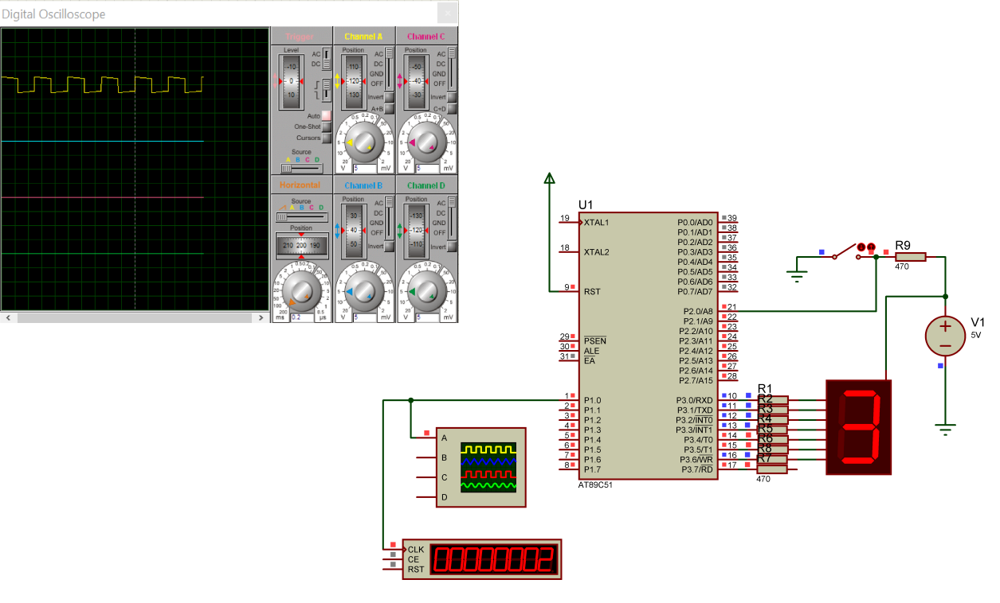 Digital Oscilloscope
Trigger
Level
AC
DC
-10
0
10
Auto
One-Shot
Cursors
Source
A B C D
Horizontal
Source
A B C D
Position
210 200 190
ms 0.2 µs
Channel A
Position
AC
DC
GND
OFF
110
-120
130
Invert
A+B
V 5 mV
Channel C
Position
AC
DC
GND
OFF
-50
-40
-30
Invert
C+D
V 5 mV
Channel B
Position
AC
DC
GND
OFF
30
40
50
Invert
V 5 mV
Channel D
Position
AC
DC
GND
OFF
-130
-120
-110
Invert
V 5 mV
U1
19 XTAL1
18 XTAL2
9 RST
29 PSEN
30 ALE
31 EA
1 P1.0
2 P1.1
3 P1.2
4 P1.3
5 P1.4
6 P1.5
7 P1.6
8 P1.7
P0.0/AD0 39
P0.1/AD1 38
P0.2/AD2 37
P0.3/AD3 36
P0.4/AD4 35
P0.5/AD5 34
P0.6/AD6 33
P0.7/AD7 32
P2.0/A8 21
P2.1/A9 22
P2.2/A10 23
P2.3/A11 24
P2.4/A12 25
P2.5/A13 26
P2.6/A14 27
P2.7/A15 28
P3.0/RXD 10
P3.1/TXD 11
P3.2/INT0 12
P3.3/INT1 13
P3.4/T0 14
P3.5/T1 15
P3.6/WR 16
P3.7/RD 17
AT89C51
R9
470
V1
5V
R1
R2
R3
R4
R5
R6
R8
R7
470
3
A
B
C
D
CLK
CE
RST
00000002